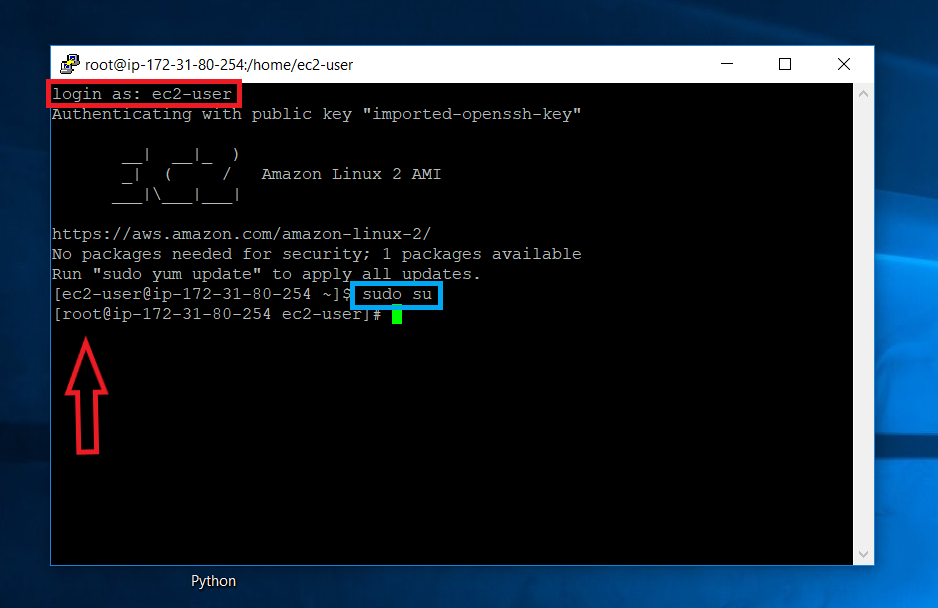 root@ip-172-31-80-254:/home/ec2-user
login as: ec2-user
Authenticating with public key "imported-openssh-key"
       __|  __|_  )
       _|  (     /   Amazon Linux 2 AMI
      ___|\___|___|
https://aws.amazon.com/amazon-linux-2/
No packages needed for security; 1 packages available
Run "sudo yum update" to apply all updates.
[ec2-user@ip-172-31-80-254 ~]$ sudo su
[root@ip-172-31-80-254 ec2-user]#
Python